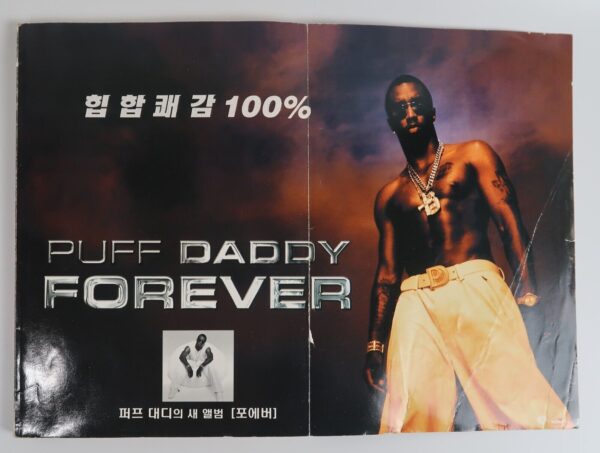 힙합쾌감 100%
PUFF DADDY
FOREVER
퍼프 대디의 새 앨범 [포에버]